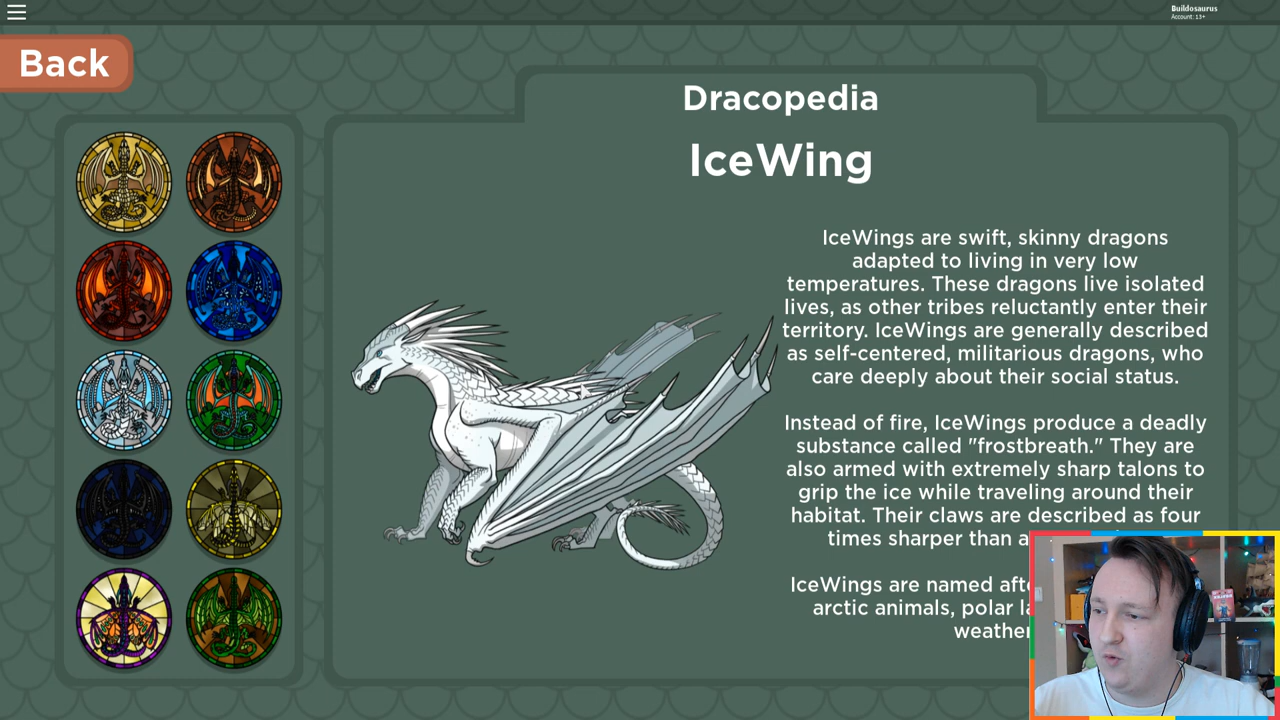 Buildosaurus
Account: 13+
Back
Dracopedia
IceWing
IceWings are swift, skinny dragons
adapted to living in very low
temperatures. These dragons live isolated
lives, as other tribes reluctantly enter their
territory. IceWings are generally described
as self-centered, militarious dragons, who
care deeply about their social status.
Instead of fire, IceWings produce a deadly
substance called "frostbreath." They are
also armed with extremely sharp talons to
grip the ice while traveling around their
habitat. Their claws are described as four
times sharper than a
IceWings are named afte
arctic animals, polar la
weather